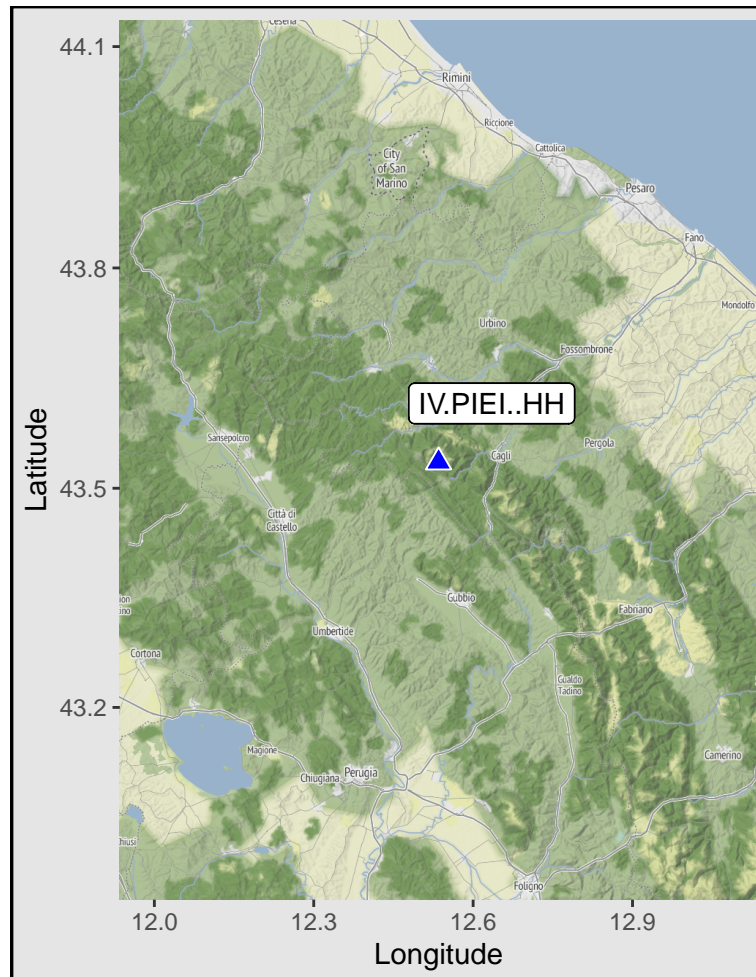 44.1
43.8
43.5
43.2
Latitude
Cesena
Rimini
Riccione
City
of San
Marino
Cattolica
Pesaro
Fano
Mondolfo
Urbino
Fossombrone
IV.PIEI..HH
Sansepolcro
Cagli
Pergola
Città di
Castello
Gubbio
Fabriano
Umbertide
Cortona
Gualdo
Tadino
Magione
Chiugiana
Perugia
Camerino
Foligno
12.0
12.3
12.6
12.9
Longitude